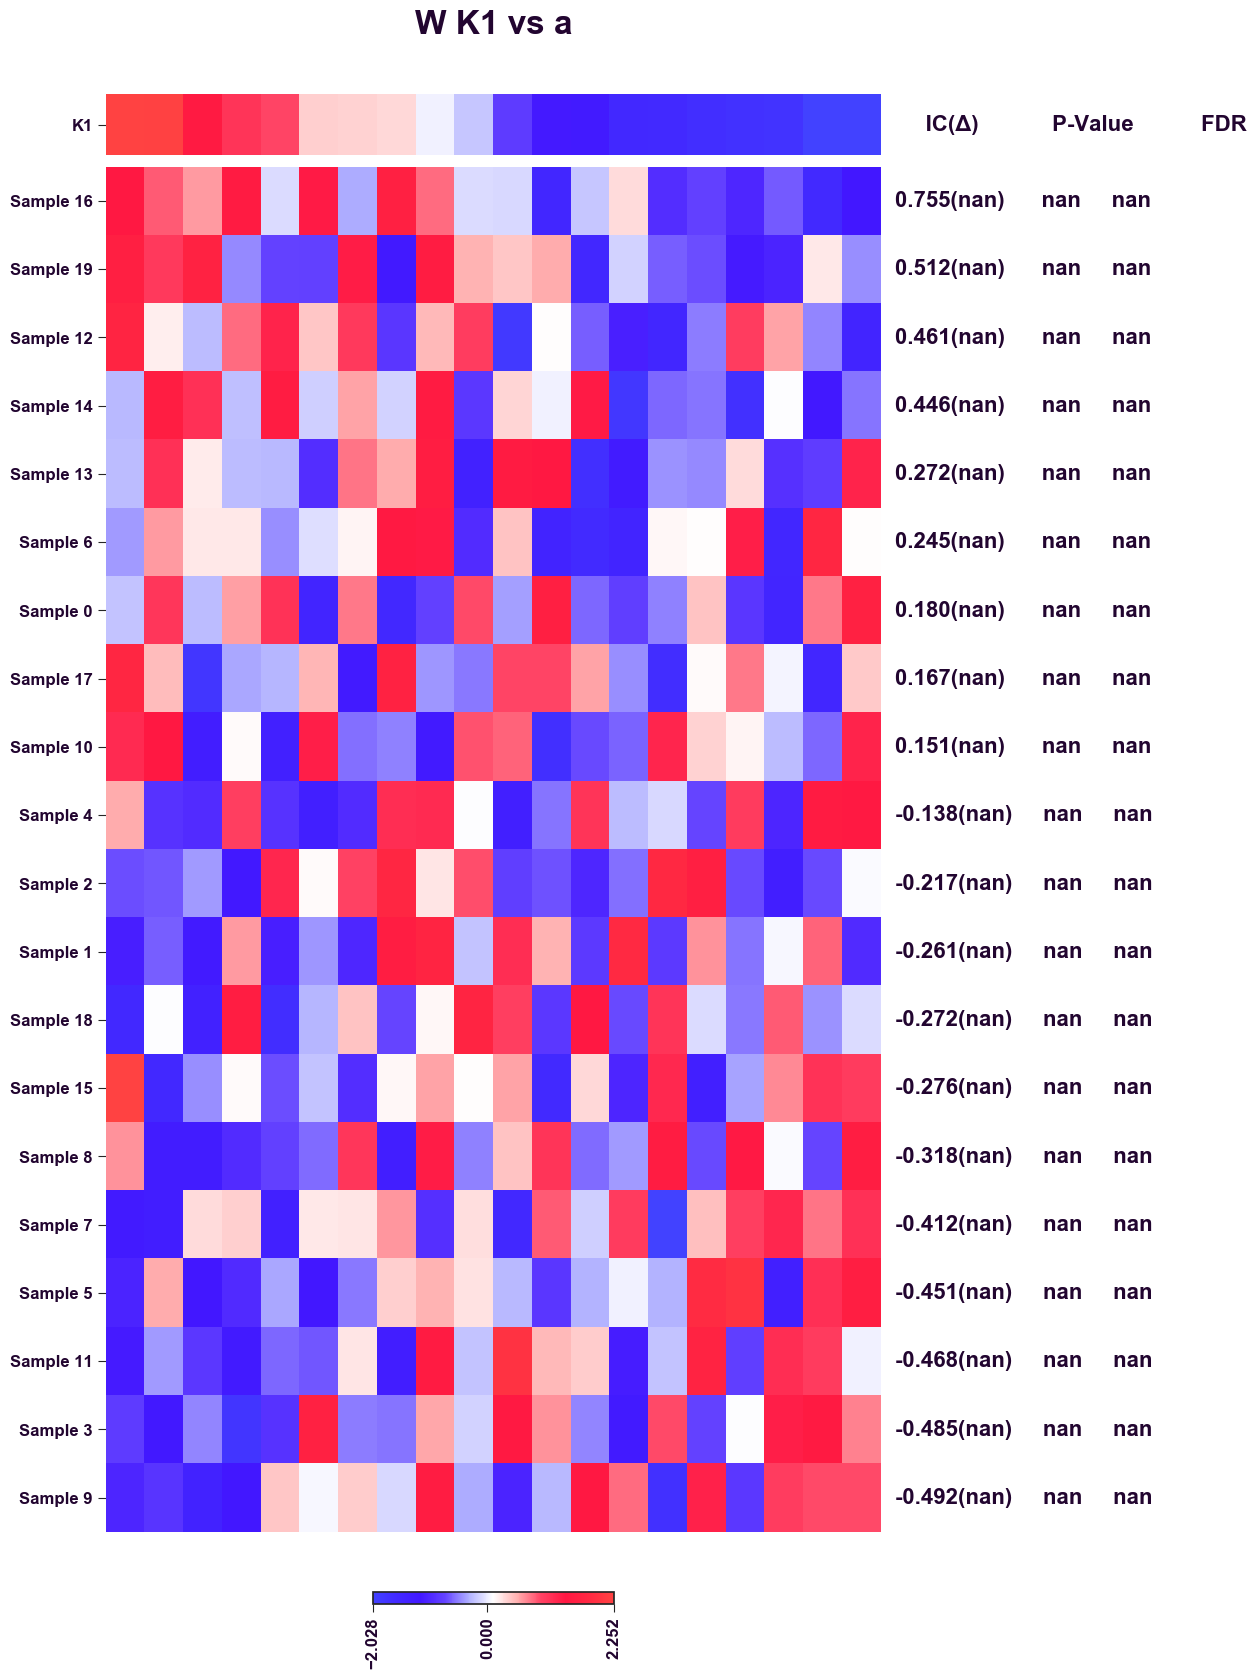 W K1 vs a
K1 IC(Δ) P-Value FDR
Sample 16 0.755(nan) nan nan
Sample 19 0.512(nan) nan nan
Sample 12 0.461(nan) nan nan
Sample 14 0.446(nan) nan nan
Sample 13 0.272(nan) nan nan
Sample 6 0.245(nan) nan nan
Sample 0 0.180(nan) nan nan
Sample 17 0.167(nan) nan nan
Sample 10 0.151(nan) nan nan
Sample 4 -0.138(nan) nan nan
Sample 2 -0.217(nan) nan nan
Sample 1 -0.261(nan) nan nan
Sample 18 -0.272(nan) nan nan
Sample 15 -0.276(nan) nan nan
Sample 8 -0.318(nan) nan nan
Sample 7 -0.412(nan) nan nan
Sample 5 -0.451(nan) nan nan
Sample 11 -0.468(nan) nan nan
Sample 3 -0.485(nan) nan nan
Sample 9 -0.492(nan) nan nan
−2.028 0.000 2.252